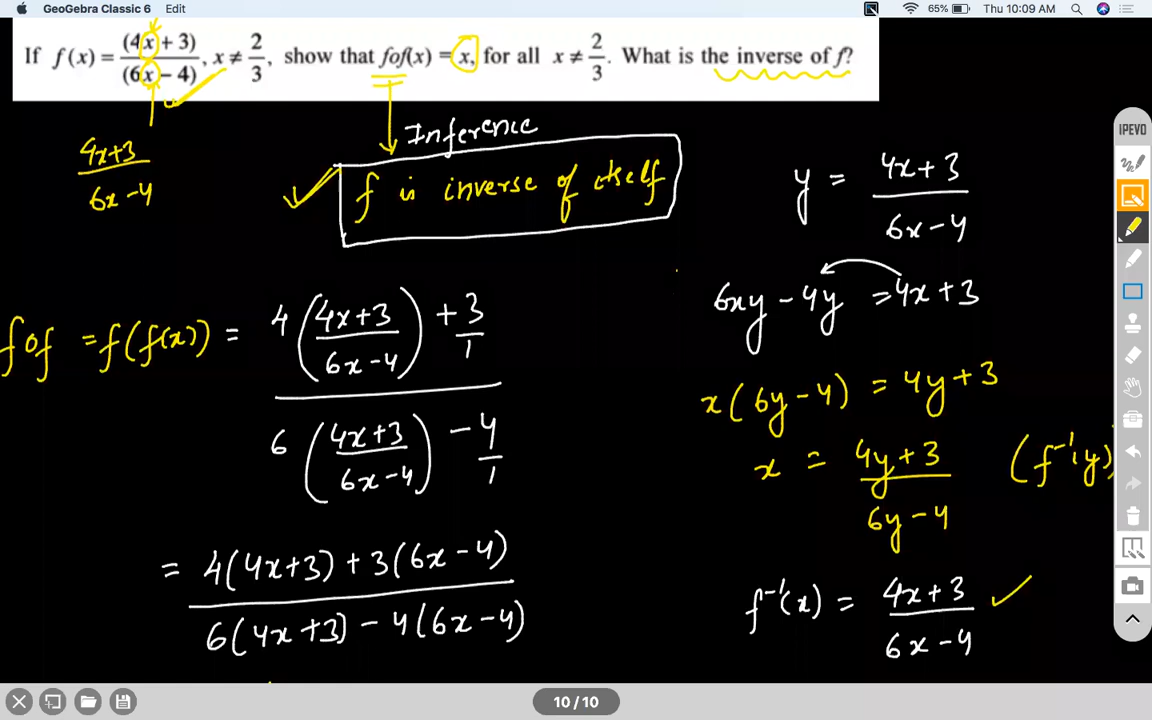 GeoGebra Classic 6 Edit 65% Thu 10:09 AM
If f(x) = (4x + 3)/(6x − 4), x ≠ 2/3, show that fof(x) = x, for all x ≠ 2/3. What is the inverse of f?
Inference
f is inverse of itself
(4x+3)/(6x−4)
fof = f(f(x)) = (4((4x+3)/(6x−4)) + 3/1)/(6((4x+3)/(6x−4)) − 4/1)
= (4(4x+3) + 3(6x−4))/(6(4x+3) − 4(6x−4))
y = (4x+3)/(6x−4)
6xy − 4y = 4x + 3
x(6y−4) = 4y+3
x = (4y+3)/(6y−4) (f⁻¹(y)
f⁻¹(x) = (4x+3)/(6x−4)
IPEVO
10 / 10